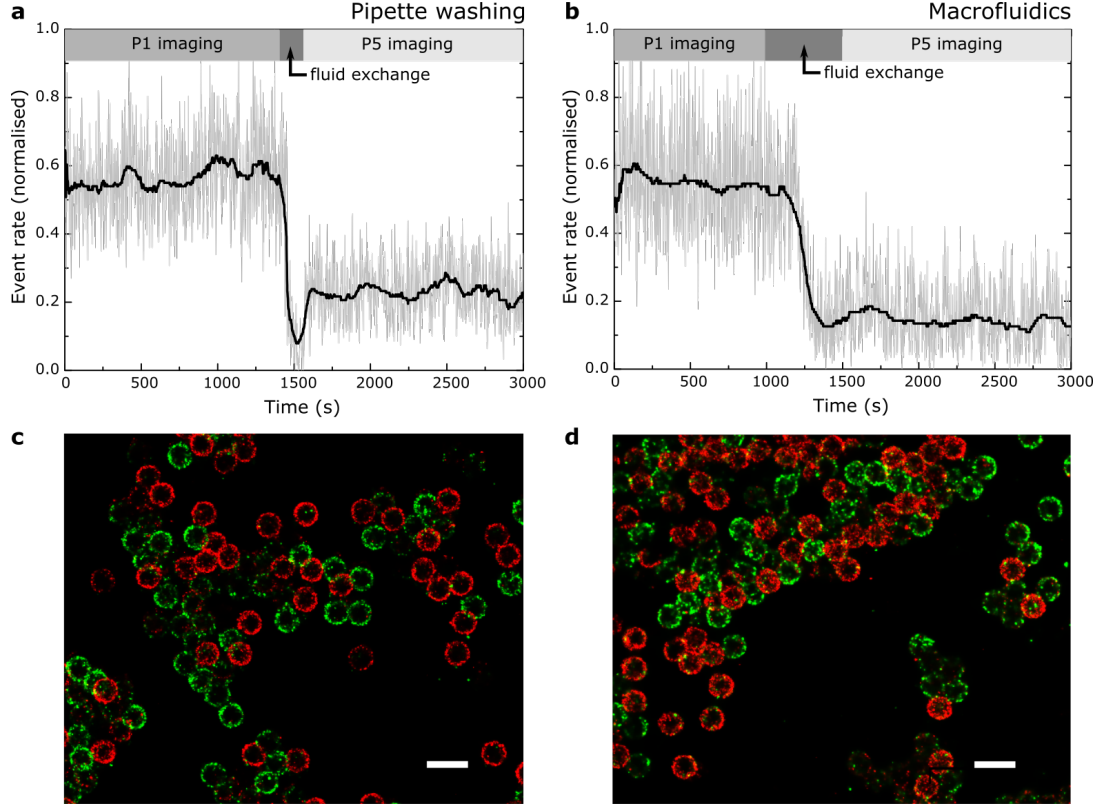 a
Pipette washing
b
Macrofluidics
1.0
0.8
0.6
0.4
0.2
0.0
Event rate (normalised)
P1 imaging
P5 imaging
fluid exchange
0
500
1000
1500
2000
2500
3000
Time (s)
1.0
0.8
0.6
0.4
0.2
0.0
Event rate (normalised)
P1 imaging
P5 imaging
fluid exchange
0
500
1000
1500
2000
2500
3000
Time (s)
c
d